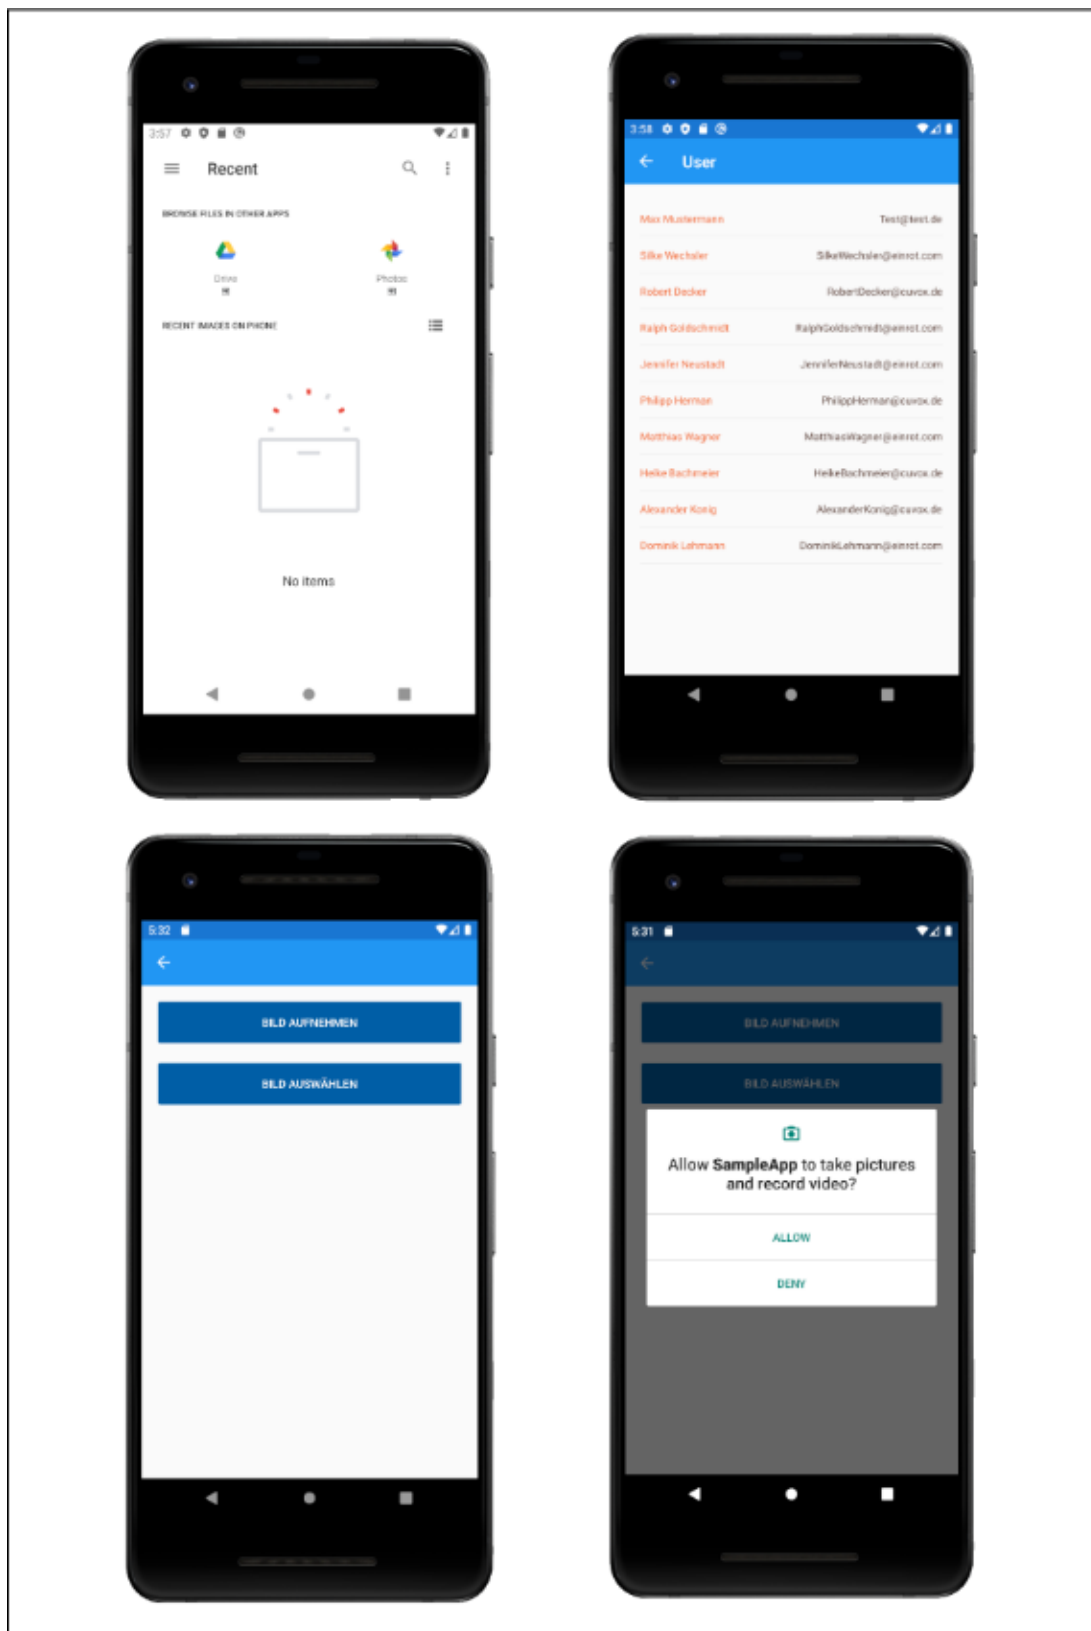 3:57
Recent
BROWSE FILES IN OTHER APPS
Drive
Photos
RECENT IMAGES ON PHONE
No items
3:58
User
Max Mustermann Test@test.de
Silke Wechsler SilkeWechsler@einrot.com
Robert Decker RobertDecker@cuvox.de
Ralph Goldschmidt RalphGoldschmidt@einrot.com
Jennifer Neustadt JenniferNeustadt@einrot.com
Philipp Herman PhilippHerman@cuvox.de
Matthias Wagner MatthiasWagner@einrot.com
Heike Bachmeier HeikeBachmeier@cuvox.de
Alexander Konig AlexanderKonig@cuvox.de
Dominik Lehmann DominikLehmann@einrot.com
5:32
BILD AUFNEHMEN
BILD AUSWÄHLEN
5:31
BILD AUFNEHMEN
BILD AUSWÄHLEN
Allow SampleApp to take pictures
and record video?
ALLOW
DENY